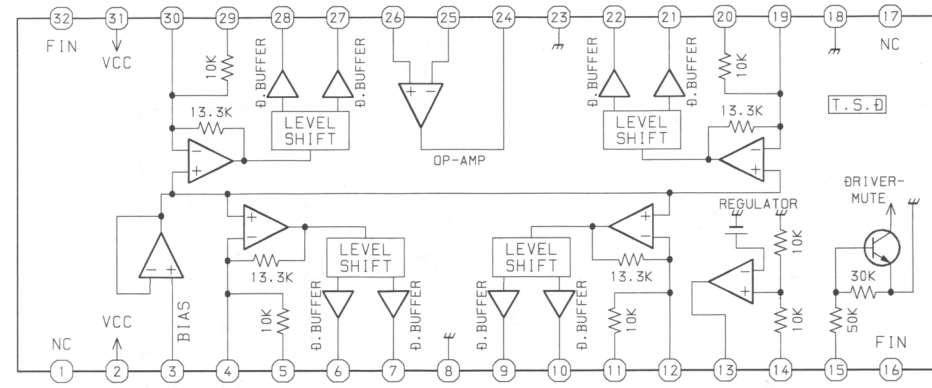 32 31 30 29 28 27 26 25 24 23 22 21 20 19 18 17
FIN
VCC
10K
Đ.BUFFER
Đ.BUFFER
+ −
Đ.BUFFER
Đ.BUFFER
10K
NC
13.3K
LEVEL
SHIFT
OP-AMP
LEVEL
SHIFT
13.3K
T.S.Đ
−
+
−
+
+
−
+
−
REGULATOR
ĐRIVER-
MUTE
LEVEL
SHIFT
LEVEL
SHIFT
10K
− +
13.3K
13.3K
−
+
30K
BIAS
VCC
NC
10K
Đ.BUFFER
Đ.BUFFER
Đ.BUFFER
Đ.BUFFER
10K
10K
50K
FIN
1 2 3 4 5 6 7 8 9 10 11 12 13 14 15 16